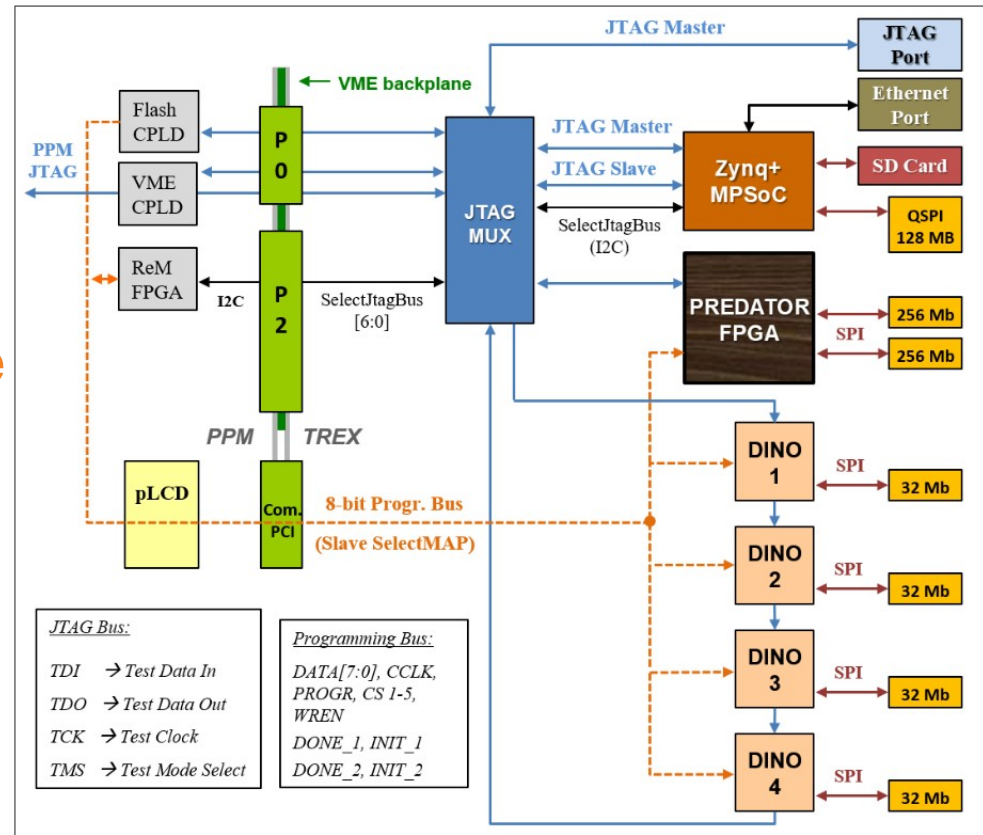 JTAG Master
JTAG
Port
VME backplane
Ethernet
Port
Flash
CPLD
P
0
JTAG Master
PPM
JTAG
VME
CPLD
JTAG
MUX
JTAG Slave
Zynq+
MPSoC
SD Card
SelectJtagBus
(I2C)
QSPI
128 MB
ReM
FPGA
I2C
P
2
SelectJtagBus
[6:0]
PREDATOR
FPGA
256 Mb
SPI
256 Mb
e
PPM
TREX
pLCD
Com.
PCI
8-bit Progr. Bus
(Slave SelectMAP)
DINO
1
SPI
32 Mb
DINO
2
SPI
32 Mb
DINO
3
SPI
32 Mb
DINO
4
SPI
32 Mb
JTAG Bus:
TDI → Test Data In
TDO → Test Data Out
TCK → Test Clock
TMS → Test Mode Select
Programming Bus:
DATA[7:0], CCLK,
PROGR, CS 1-5,
WREN
DONE_1, INIT_1
DONE_2, INIT_2